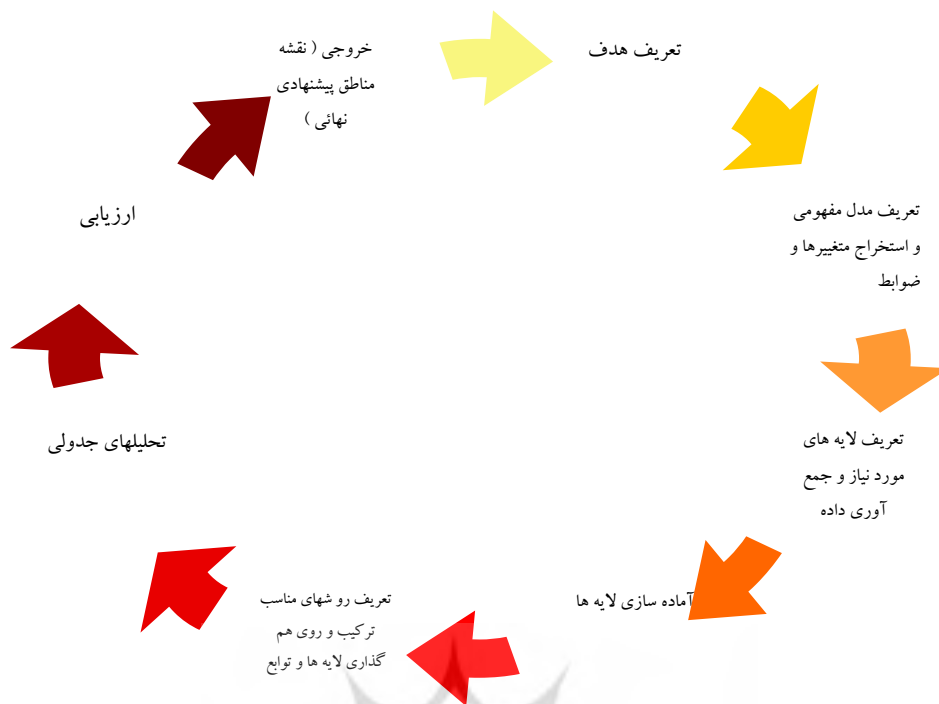 تعریف هدف
تعریف مدل مفهومی
و استخراج متغییرها و
ضوابط
تعریف لایه های
مورد نیاز و جمع
آوری داده
آماده سازی لایه ها
تعریف رو شهای مناسب
ترکیب و روی هم
گذاری لایه ها و توابع
تحلیلهای جدولی
ارزیابی
خروجی ( نقشه
مناطق پیشنهادی
نهائی )